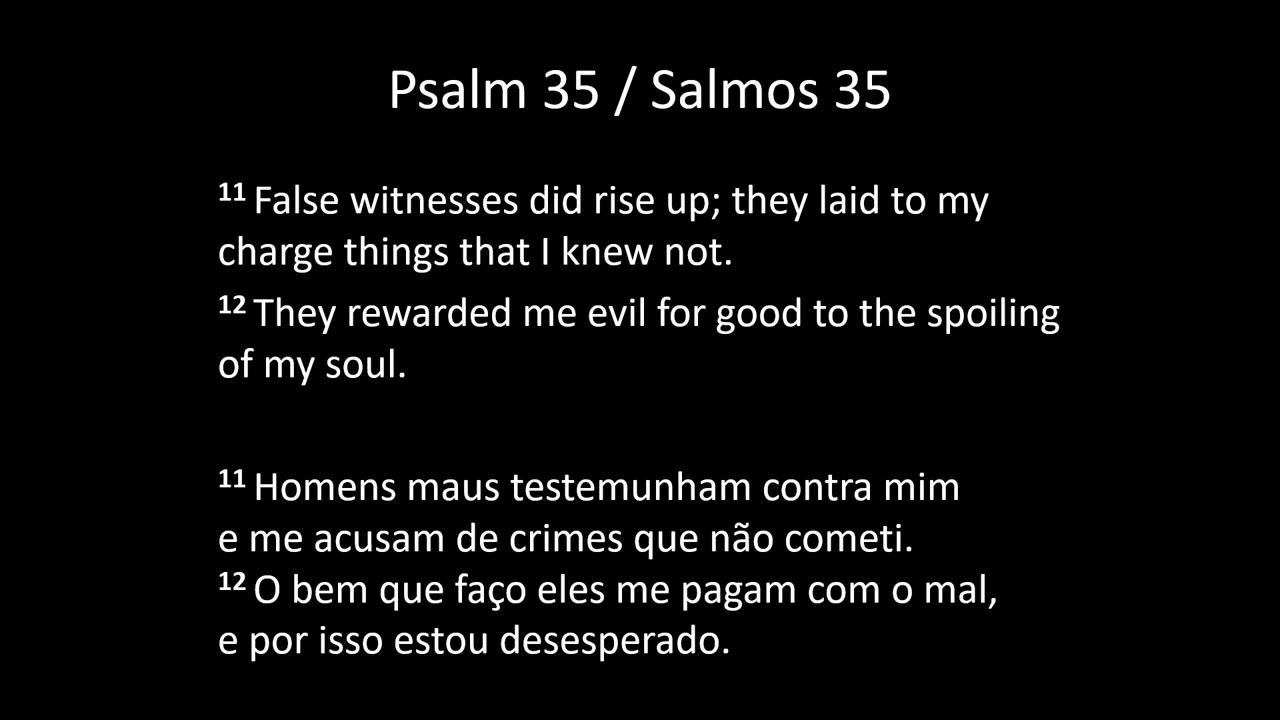 Psalm 35 / Salmos 35
11 False witnesses did rise up; they laid to my
charge things that I knew not.
12 They rewarded me evil for good to the spoiling
of my soul.
11 Homens maus testemunham contra mim
e me acusam de crimes que não cometi.
12 O bem que faço eles me pagam com o mal,
e por isso estou desesperado.